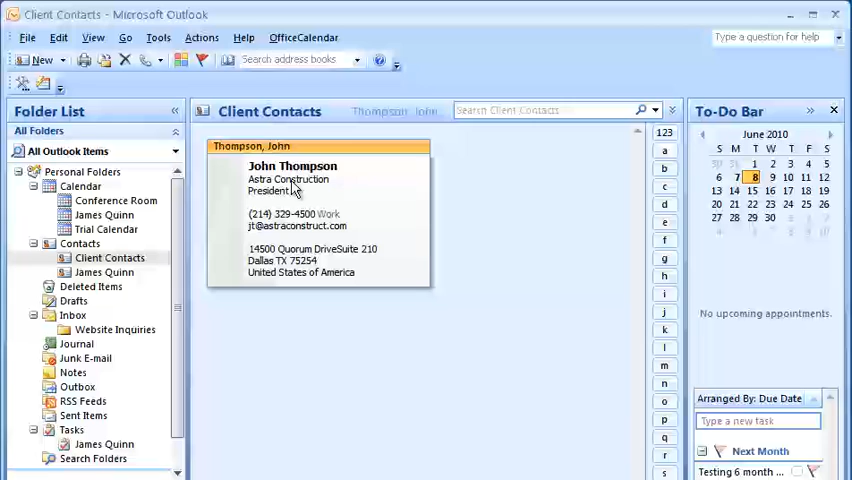 Client Contacts - Microsoft Outlook
File Edit View Go Tools Actions Help OfficeCalendar Type a question for help
New Search address books
Folder List «
All Folders
All Outlook Items
Personal Folders
Calendar
Conference Room
James Quinn
Trial Calendar
Contacts
Client Contacts
James Quinn
Deleted Items
Drafts
Inbox
Website Inquiries
Journal
Junk E-mail
Notes
Outbox
RSS Feeds
Sent Items
Tasks
James Quinn
Search Folders
Client Contacts Thompson, John Search Client Contacts
Thompson, John
John Thompson
Astra Construction
President
(214) 329-4500 Work
jt@astraconstruct.com
14500 Quorum DriveSuite 210
Dallas TX 75254
United States of America
123
a
b
c
d
e
f
g
h
i
j
k
l
m
n
o
p
q
r
s
To-Do Bar »
June 2010
S M T W T F S
30 31 1 2 3 4 5
6 7 8 9 10 11 12
13 14 15 16 17 18 19
20 21 22 23 24 25 26
27 28 29 30 1 2 3
4 5 6 7 8 9 10
No upcoming appointments.
Arranged By: Due Date
Type a new task
Next Month
Testing 6 month ...